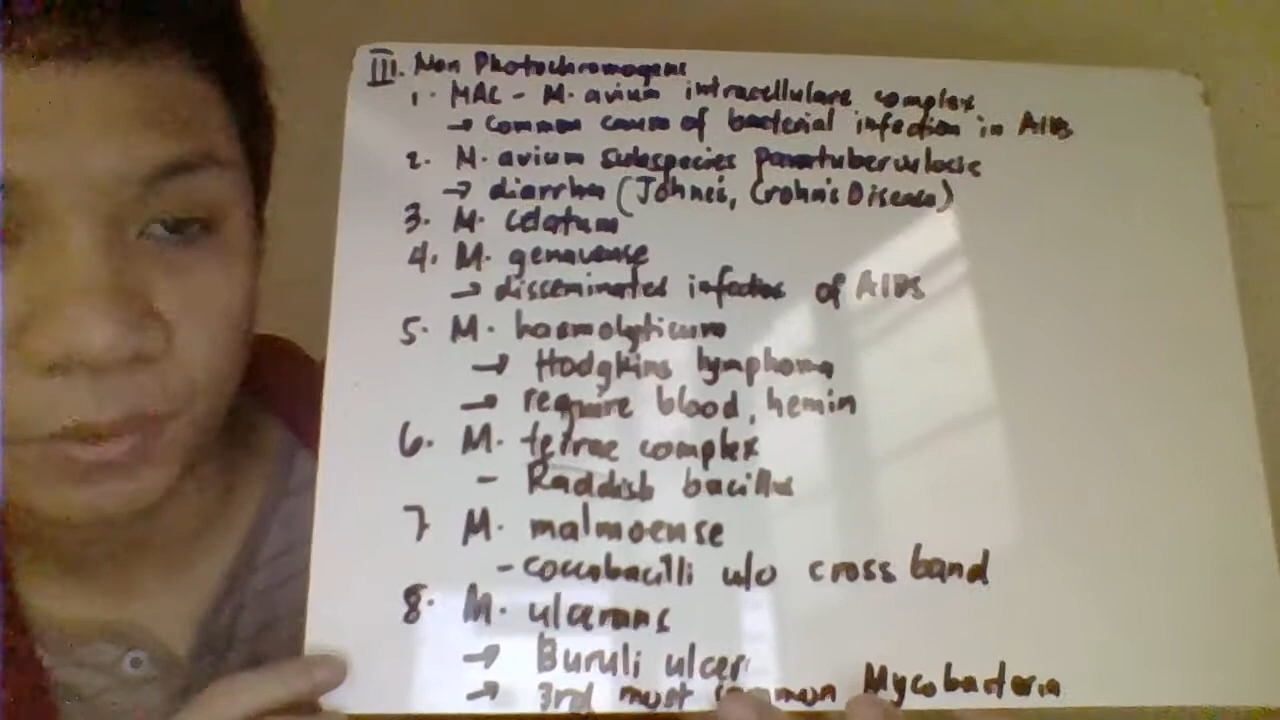 III. Non Photochromogens
1. MAC - M. avium intracellulare complex
→ common cause of bacterial infection in AIDS
2. M. avium subspecies paratuberculosis
→ diarrhea (Johnes, Crohn's Disease)
3. M. celatum
4. M. genavense
→ disseminated infection of AIDS
5. M. haemolyticum
→ Hodgkins lymphoma
→ require blood, hemin
6. M. terrae complex
- Raddish bacillus
7 M. malmoense
- coccobacilli w/o cross band
8. M. ulcerans
→ Buruli ulcer
→ 3rd most common Mycobacteria